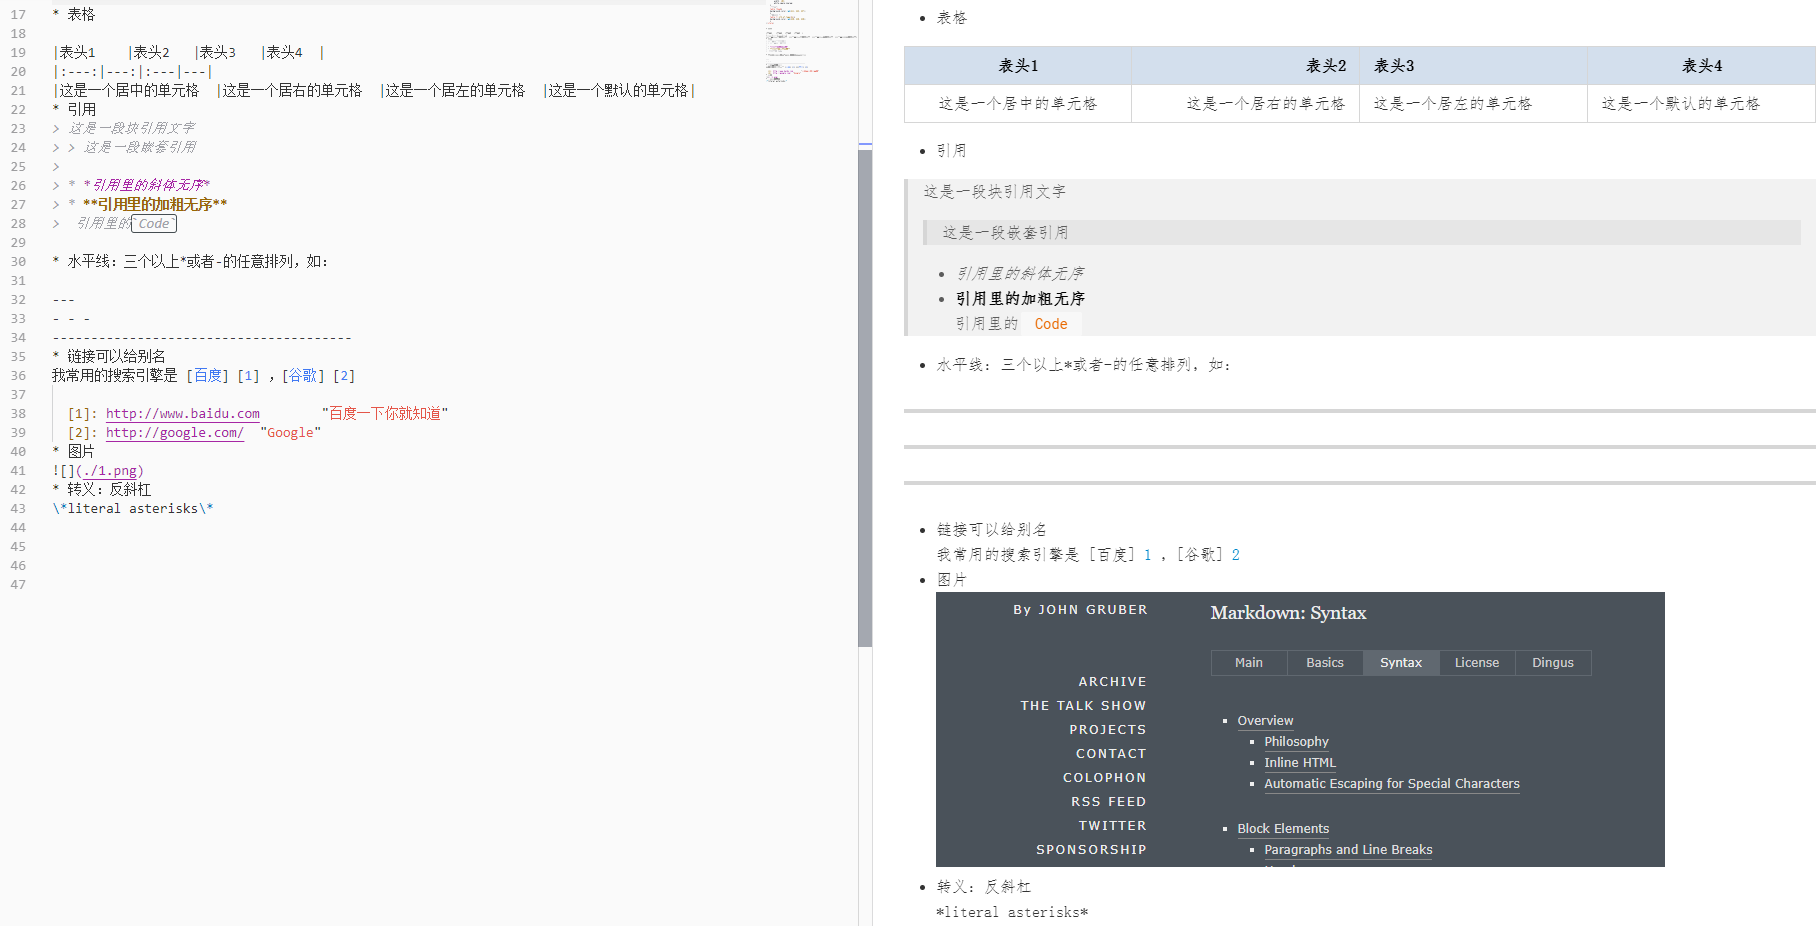 17 * 表格
18
19 |表头1    |表头2   |表头3   |表头4  |
20 |:---:|---:|:---|---|
21 |这是一个居中的单元格  |这是一个居右的单元格  |这是一个居左的单元格  |这是一个默认的单元格|
22 * 引用
23 > 这是一段块引用文字
24 > > 这是一段嵌套引用
25 >
26 > * *引用里的斜体无序*
27 > * **引用里的加粗无序**
28 >  引用里的`Code`
29
30 * 水平线：三个以上*或者-的任意排列，如：
31
32 ---
33 - - -
34 ---------------------------------------
35 * 链接可以给别名
36 我常用的搜索引擎是 [百度] [1] ，[谷歌] [2]
37
38   [1]: http://www.baidu.com        "百度一下你就知道"
39   [2]: http://google.com/  "Google"
40 * 图片
41 ![](./1.png)
42 * 转义：反斜杠
43 \*literal asterisks\*
44
45
46
47
• 表格
表头1 表头2 表头3 表头4
这是一个居中的单元格 这是一个居右的单元格 这是一个居左的单元格 这是一个默认的单元格
• 引用
这是一段块引用文字
这是一段嵌套引用
• 引用里的斜体无序
• 引用里的加粗无序
引用里的 Code
• 水平线：三个以上*或者-的任意排列，如：
• 链接可以给别名
我常用的搜索引擎是 [百度] 1 ，[谷歌] 2
• 图片
By JOHN GRUBER
ARCHIVE
THE TALK SHOW
PROJECTS
CONTACT
COLOPHON
RSS FEED
TWITTER
SPONSORSHIP
Markdown: Syntax
Main Basics Syntax License Dingus
▪ Overview
▪ Philosophy
▪ Inline HTML
▪ Automatic Escaping for Special Characters
▪ Block Elements
▪ Paragraphs and Line Breaks
• 转义：反斜杠
*literal asterisks*